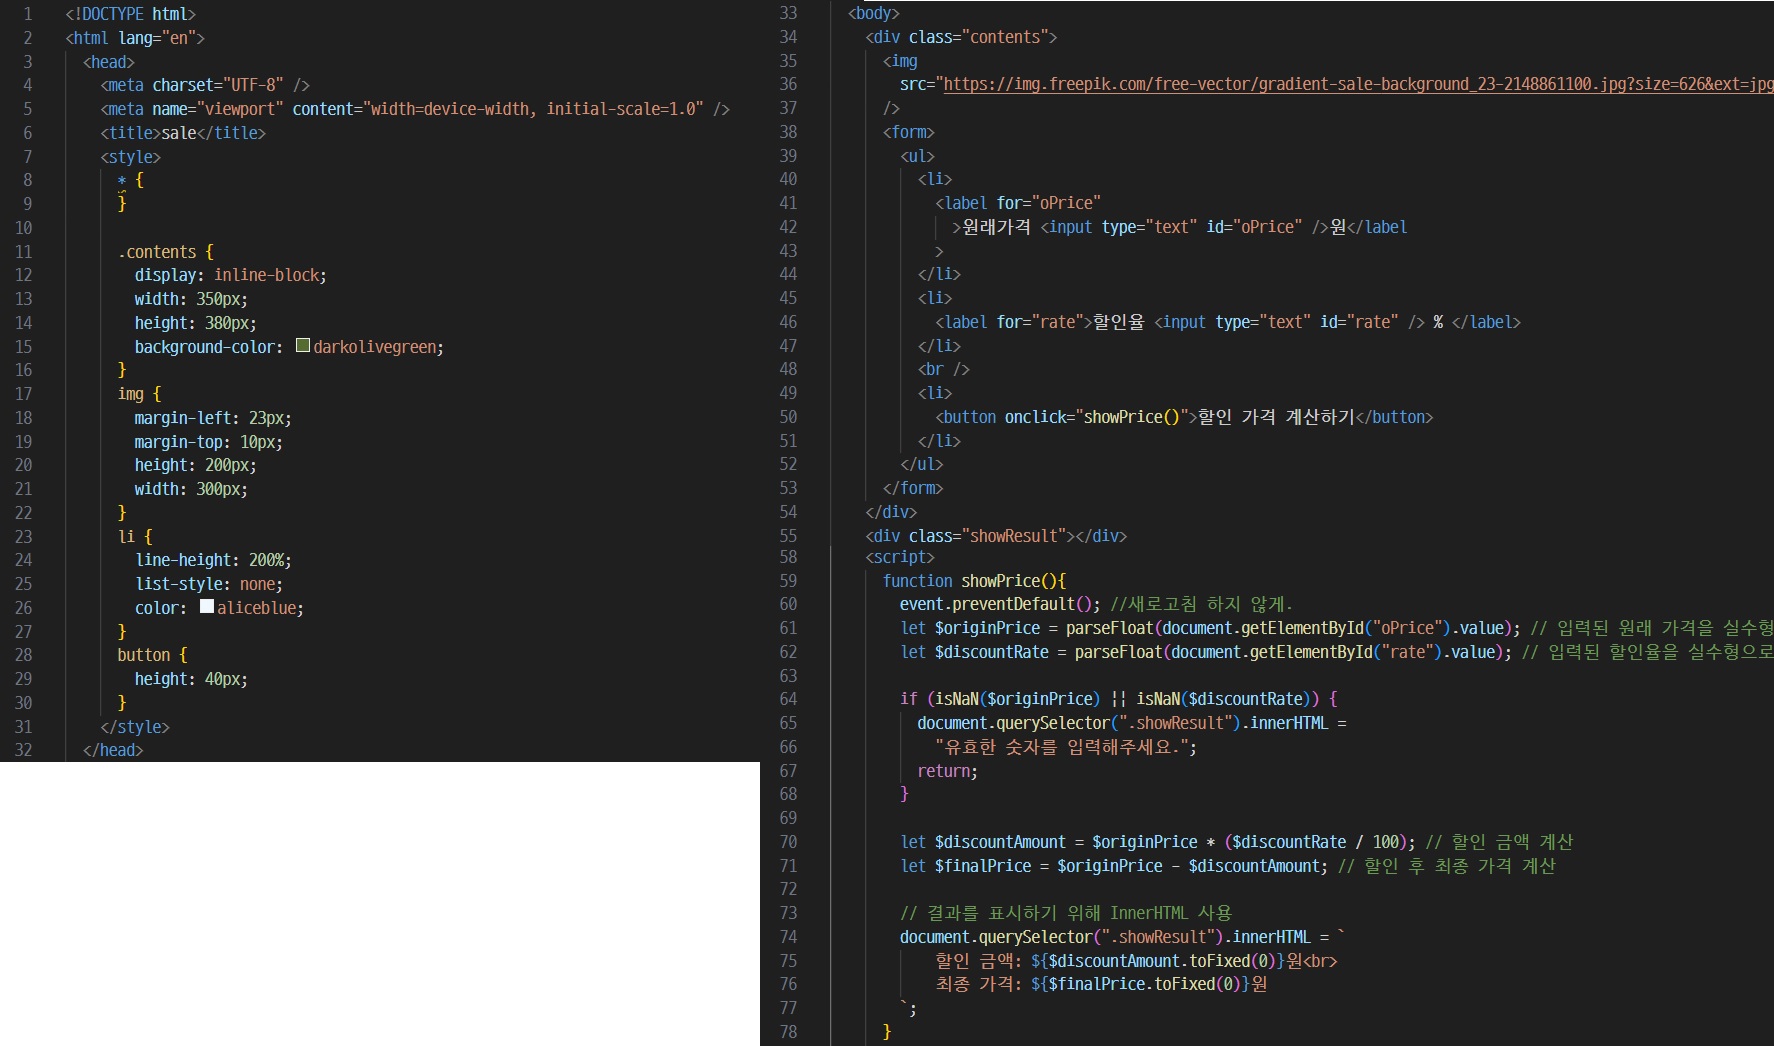 1 <!DOCTYPE html>
2 <html lang="en">
3 <head>
4 <meta charset="UTF-8" />
5 <meta name="viewport" content="width=device-width, initial-scale=1.0" />
6 <title>sale</title>
7 <style>
8 * {
9 }
10
11 .contents {
12 display: inline-block;
13 width: 350px;
14 height: 380px;
15 background-color: darkolivegreen;
16 }
17 img {
18 margin-left: 23px;
19 margin-top: 10px;
20 height: 200px;
21 width: 300px;
22 }
23 li {
24 line-height: 200%;
25 list-style: none;
26 color: aliceblue;
27 }
28 button {
29 height: 40px;
30 }
31 </style>
32 </head>
33 <body>
34 <div class="contents">
35 <img
36 src="https://img.freepik.com/free-vector/gradient-sale-background_23-2148861100.jpg?size=626&ext=jpg
37 />
38 <form>
39 <ul>
40 <li>
41 <label for="oPrice"
42 >원래가격 <input type="text" id="oPrice" />원</label
43 >
44 </li>
45 <li>
46 <label for="rate">할인율 <input type="text" id="rate" /> % </label>
47 </li>
48 <br />
49 <li>
50 <button onclick="showPrice()">할인 가격 계산하기</button>
51 </li>
52 </ul>
53 </form>
54 </div>
55 <div class="showResult"></div>
58 <script>
59 function showPrice(){
60 event.preventDefault(); //새로고침 하지 않게.
61 let $originPrice = parseFloat(document.getElementById("oPrice").value); // 입력된 원래 가격을 실수형
62 let $discountRate = parseFloat(document.getElementById("rate").value); // 입력된 할인율을 실수형으로
63
64 if (isNaN($originPrice) || isNaN($discountRate)) {
65 document.querySelector(".showResult").innerHTML =
66 "유효한 숫자를 입력해주세요.";
67 return;
68 }
69
70 let $discountAmount = $originPrice * ($discountRate / 100); // 할인 금액 계산
71 let $finalPrice = $originPrice - $discountAmount; // 할인 후 최종 가격 계산
72
73 // 결과를 표시하기 위해 InnerHTML 사용
74 document.querySelector(".showResult").innerHTML = `
75 할인 금액: ${$discountAmount.toFixed(0)}원<br>
76 최종 가격: ${$finalPrice.toFixed(0)}원
77 `;
78 }